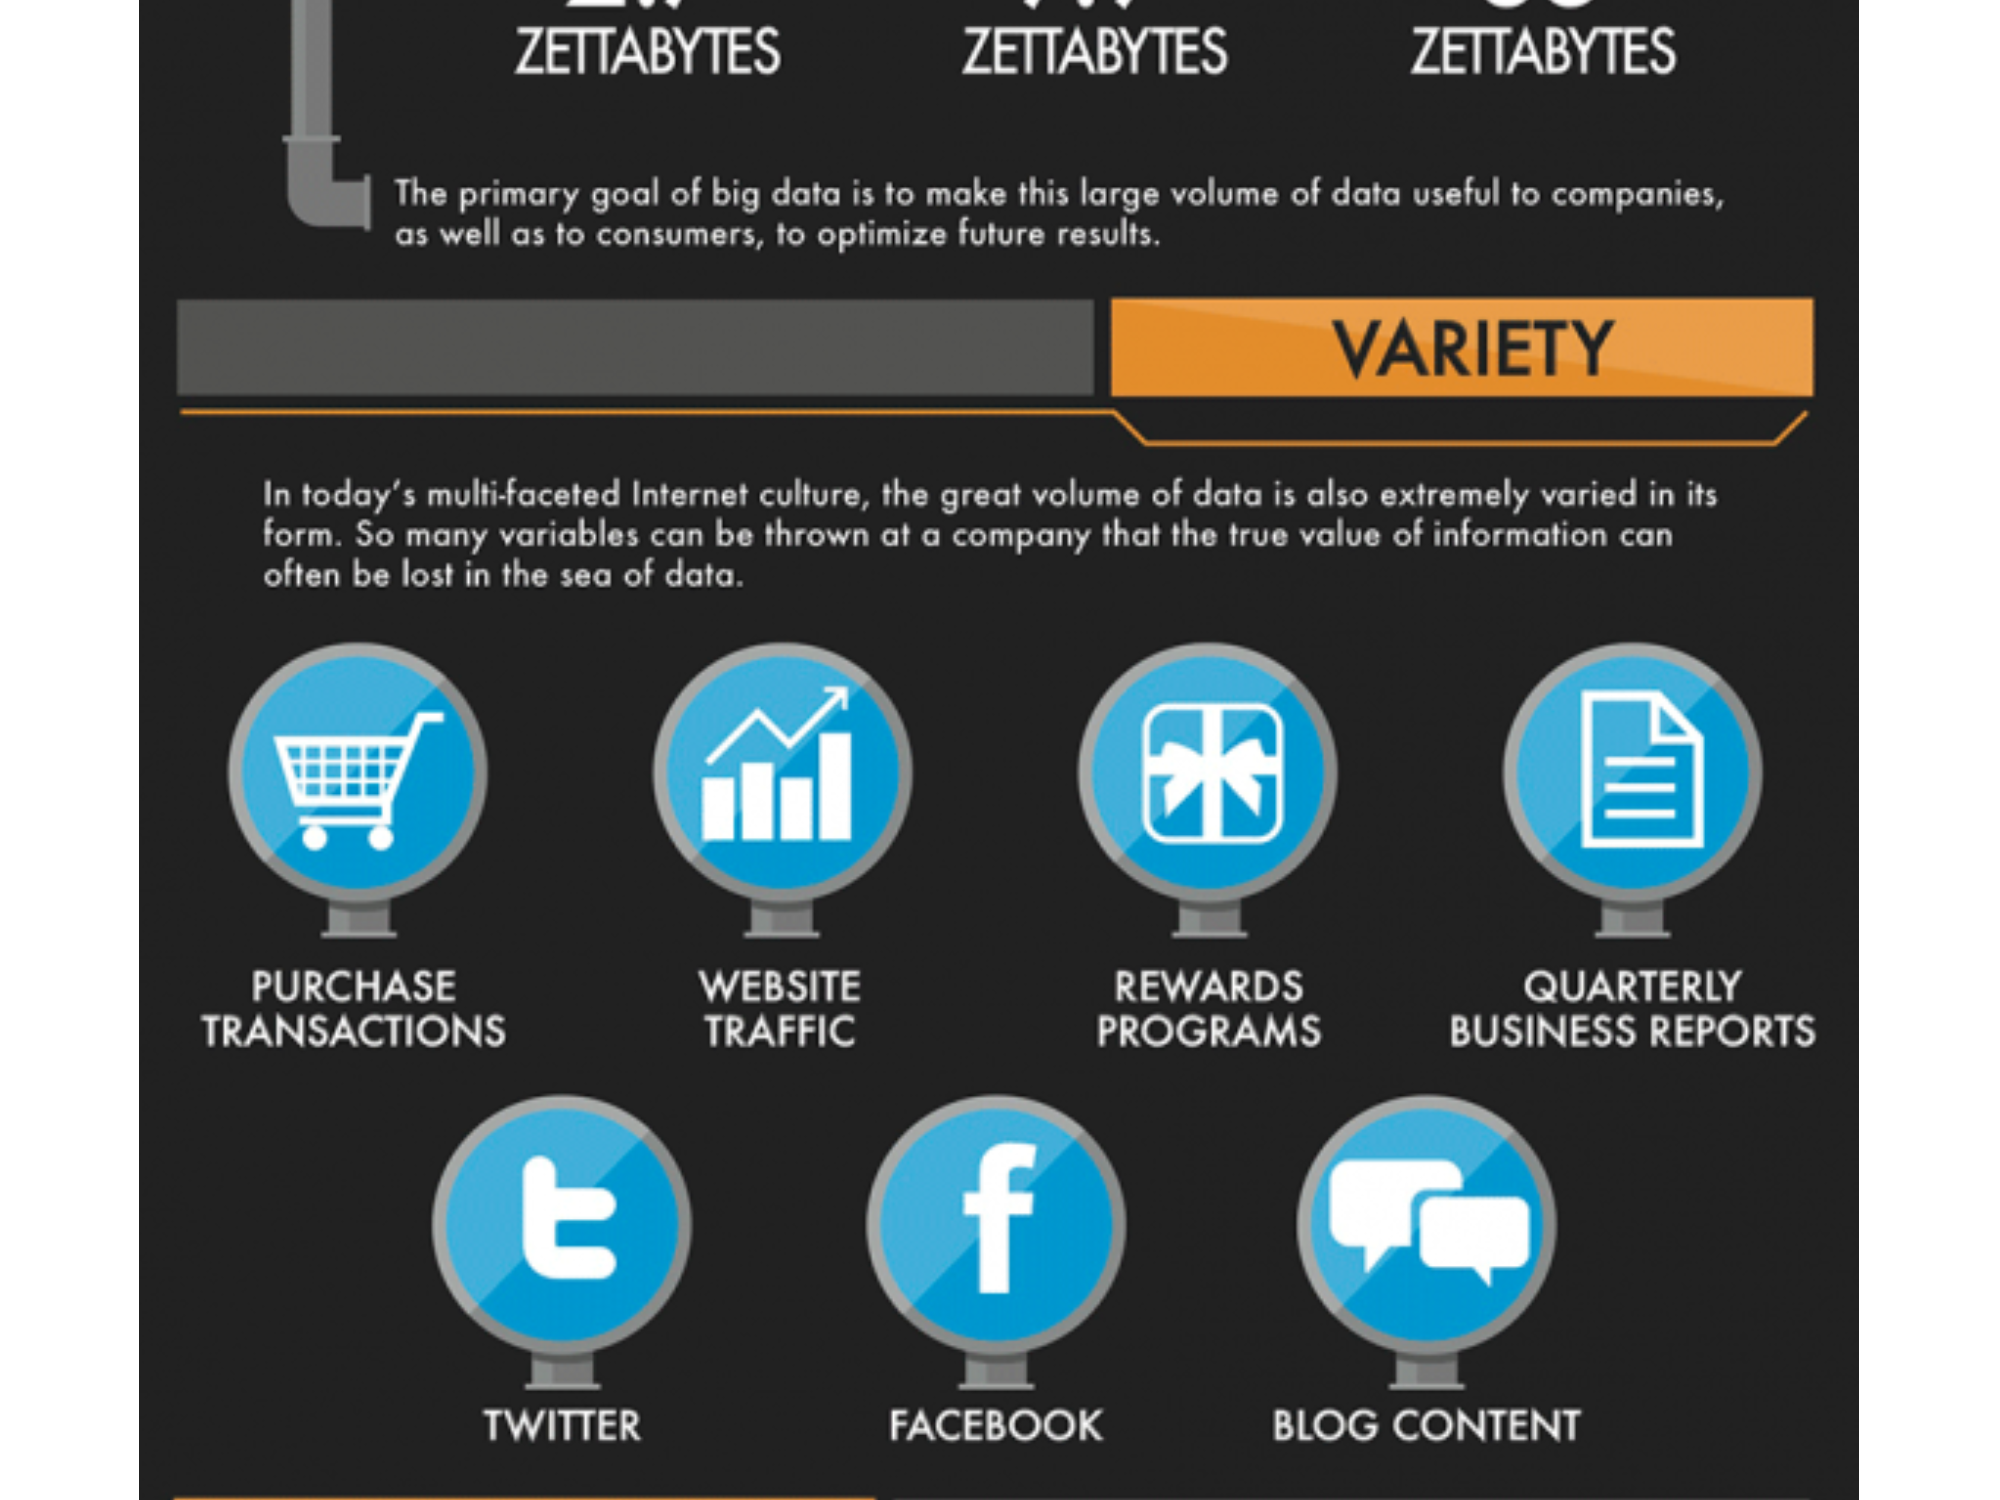 ZETTABYTES ZETTABYTES ZETTABYTES
The primary goal of big data is to make this large volume of data useful to companies,
as well as to consumers, to optimize future results.
VARIETY
In today's multi-faceted Internet culture, the great volume of data is also extremely varied in its
form. So many variables can be thrown at a company that the true value of information can
often be lost in the sea of data.
PURCHASE
TRANSACTIONS
WEBSITE
TRAFFIC
REWARDS
PROGRAMS
QUARTERLY
BUSINESS REPORTS
t
f
TWITTER
FACEBOOK
BLOG CONTENT